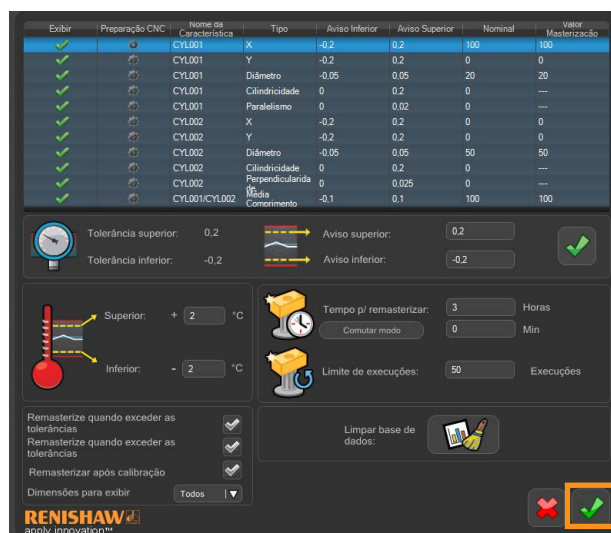 Exibir Preparação CNC Nome da Característica Tipo Aviso Inferior Aviso Superior Nominal Valor Masterização
CYL001 X -0,2 0,2 100 100
CYL001 Y -0,2 0,2 0 0
CYL001 Diâmetro -0,05 0,05 20 20
CYL001 Cilindricidade 0 0,2 0 ---
CYL001 Paralelismo 0 0,02 0 ---
CYL002 X -0,2 0,2 0 0
CYL002 Y -0,2 0,2 0 0
CYL002 Diâmetro -0,05 0,05 50 50
CYL002 Cilindricidade 0 0,2 0 ---
CYL002 Perpendicularida de 0 0,025 0 ---
CYL001/CYL002 Média Comprimento -0,1 0,1 100 100
Tolerância superior: 0,2 Aviso superior: 0,2
Tolerância inferior: -0,2 Aviso inferior: -0,2
Superior: + 2 °C
Inferior: - 2 °C
Tempo p/ remasterizar: 3 Horas
Comutar modo 0 Min
Limite de execuções: 50 Execuções
Remasterize quando exceder as
tolerâncias
Remasterize quando exceder as
tolerâncias
Remasterizar após calibração
Dimensões para exibir Todos
Limpar base de
dados:
RENISHAW
apply innovation™